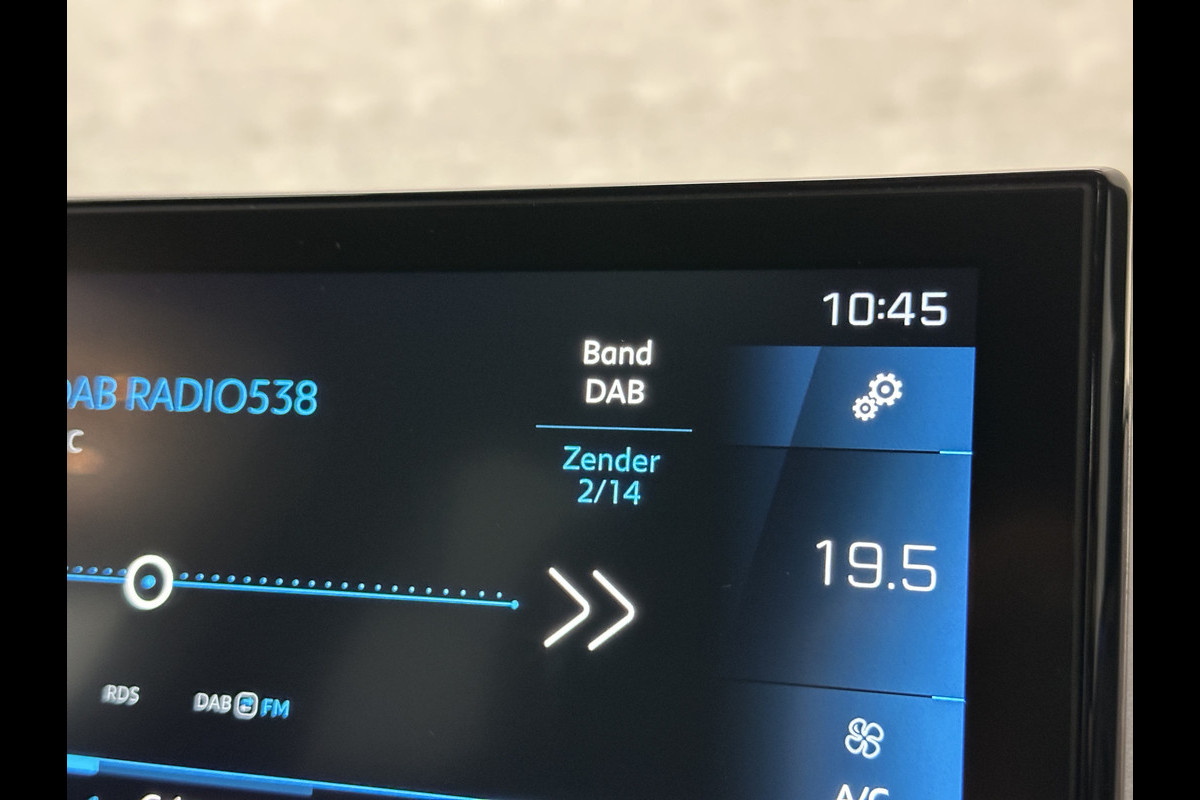 10:45
Band
DAB
DAB RADIO538
C
Zender
2/14
19.5
RDS
DAB FM
A/C